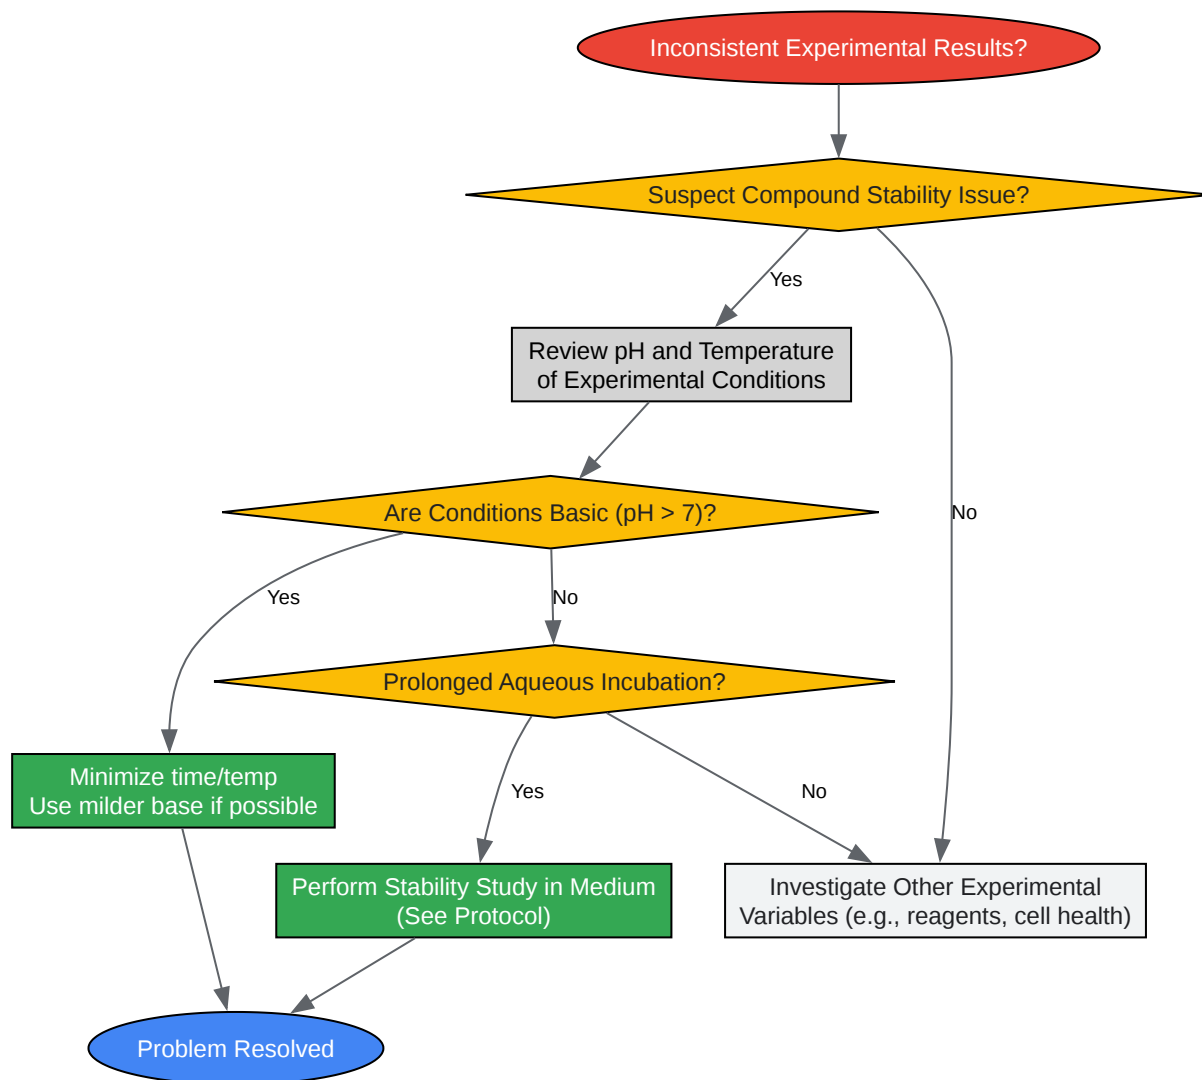 Inconsistent Experimental Results?
Suspect Compound Stability Issue?
Yes
Review pH and Temperature
of Experimental Conditions
Are Conditions Basic (pH > 7)?
No
Yes
No
Prolonged Aqueous Incubation?
Minimize time/temp
Use milder base if possible
Yes
No
Perform Stability Study in Medium
(See Protocol)
Investigate Other Experimental
Variables (e.g., reagents, cell health)
Problem Resolved